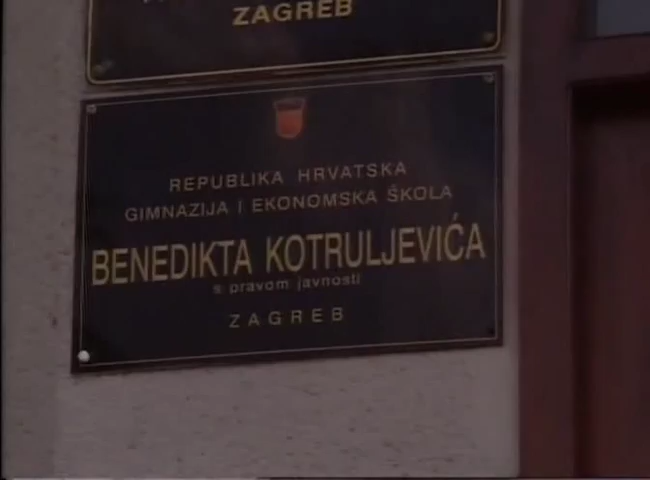 ZAGREB
REPUBLIKA HRVATSKA
GIMNAZIJA I EKONOMSKA ŠKOLA
BENEDIKTA KOTRULJEVIĆA
s pravom javnosti
ZAGREB